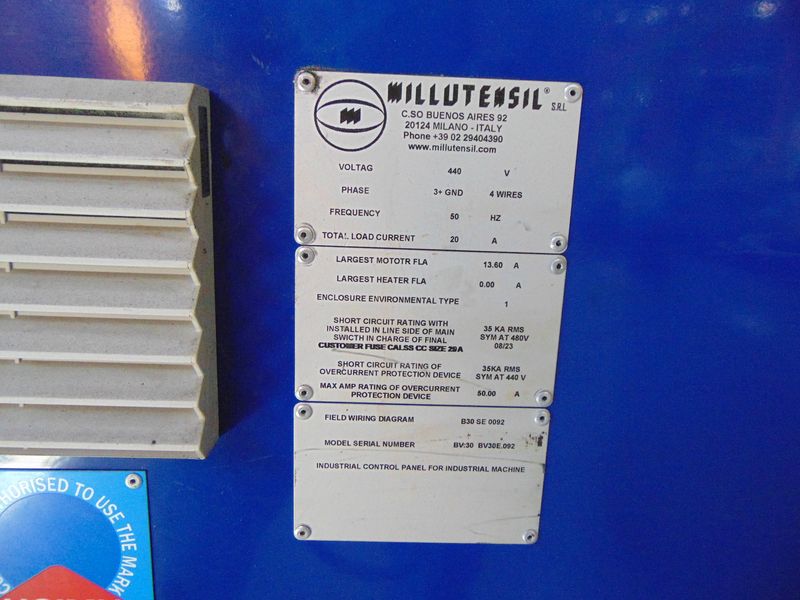 MILLUTENSIL® S.R.L
C.SO BUENOS AIRES 92
20124 MILANO - ITALY
Phone +39 02 29404390
www.millutensil.com
VOLTAG 440 V
PHASE 3+ GND 4 WIRES
FREQUENCY 50 HZ
TOTAL LOAD CURRENT 20 A
LARGEST MOTOTR FLA 13.60 A
LARGEST HEATER FLA 0.00 A
ENCLOSURE ENVIRONMENTAL TYPE 1
SHORT CIRCUIT RATING WITH 35 KA RMS
INSTALLED IN LINE SIDE OF MAIN SYM AT 480V
SWICTH IN CHARGE OF FINAL 08/23
CUSTOMER FUSE CALSS CC SIZE A
SHORT CIRCUIT RATING OF 35KA RMS
OVERCURRENT PROTECTION DEVICE SYM AT 440 V
MAX AMP RATING OF OVERCURRENT 50.00 A
PROTECTION DEVICE
FIELD WIRING DIAGRAM B30 SE 0092
MODEL SERIAL NUMBER BV:30 BV30E.092
INDUSTRIAL CONTROL PANEL FOR INDUSTRIAL MACHINE
HORISED TO USE THE MARK